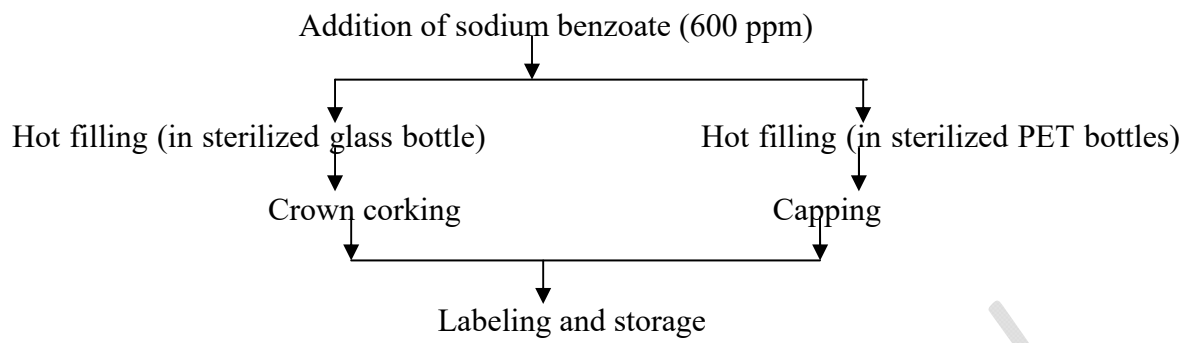 Addition of sodium benzoate (600 ppm)
Hot filling (in sterilized glass bottle)
Hot filling (in sterilized PET bottles)
Crown corking
Capping
Labeling and storage